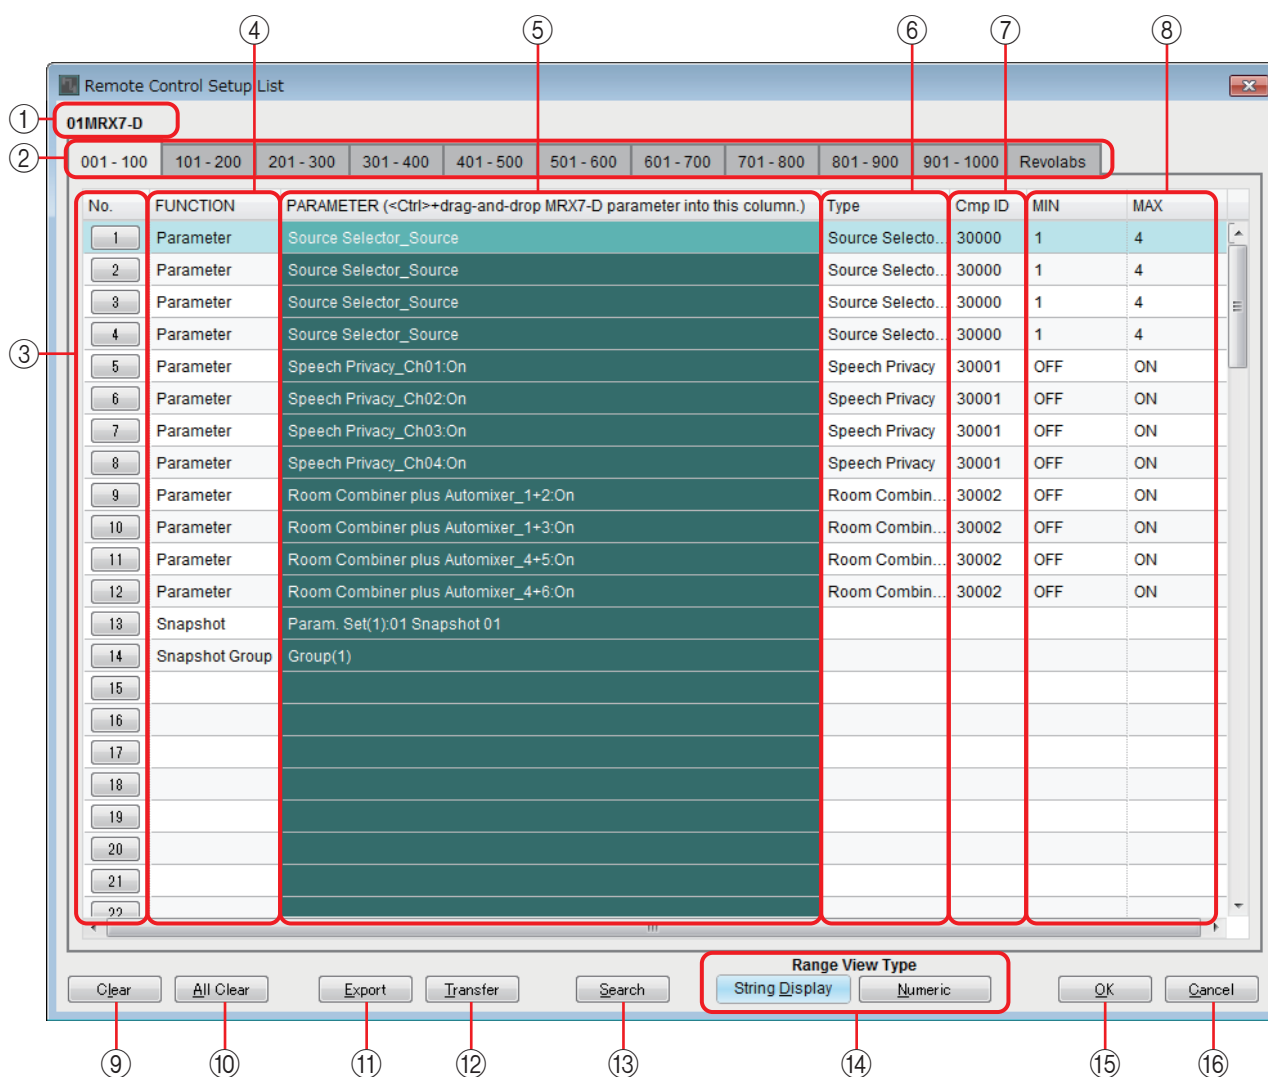 ④ ⑤ ⑥ ⑦ ⑧
Remote Control Setup List
① 01MRX7-D
② 001 - 100 101 - 200 201 - 300 301 - 400 401 - 500 501 - 600 601 - 700 701 - 800 801 - 900 901 - 1000 Revolabs
No. FUNCTION PARAMETER (<Ctrl>+drag-and-drop MRX7-D parameter into this column.) Type Cmp ID MIN MAX
1 Parameter Source Selector_Source Source Selecto... 30000 1 4
2 Parameter Source Selector_Source Source Selecto... 30000 1 4
3 Parameter Source Selector_Source Source Selecto... 30000 1 4
4 Parameter Source Selector_Source Source Selecto... 30000 1 4
③
5 Parameter Speech Privacy_Ch01:On Speech Privacy 30001 OFF ON
6 Parameter Speech Privacy_Ch02:On Speech Privacy 30001 OFF ON
7 Parameter Speech Privacy_Ch03:On Speech Privacy 30001 OFF ON
8 Parameter Speech Privacy_Ch04:On Speech Privacy 30001 OFF ON
9 Parameter Room Combiner plus Automixer_1+2:On Room Combin... 30002 OFF ON
10 Parameter Room Combiner plus Automixer_1+3:On Room Combin... 30002 OFF ON
11 Parameter Room Combiner plus Automixer_4+5:On Room Combin... 30002 OFF ON
12 Parameter Room Combiner plus Automixer_4+6:On Room Combin... 30002 OFF ON
13 Snapshot Param. Set(1):01 Snapshot 01
14 Snapshot Group Group(1)
15
16
17
18
19
20
21
22
Range View Type
Clear All Clear Export Transfer Search String Display Numeric OK Cancel
⑨ ⑩ ⑪ ⑫ ⑬ ⑭ ⑮ ⑯